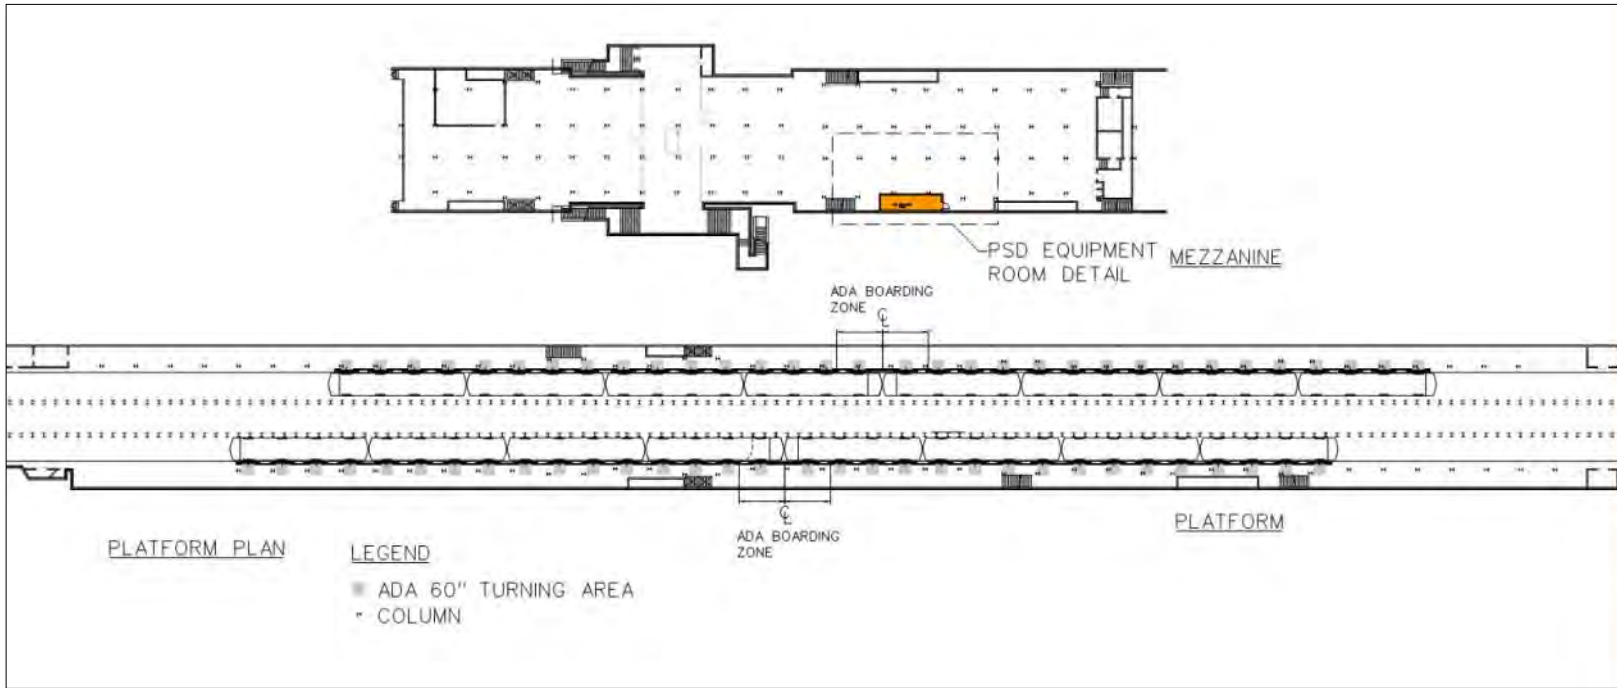 PSD EQUIPMENT
ROOM DETAIL
MEZZANINE
ADA BOARDING
ZONE
℄
℄
ADA BOARDING
ZONE
PLATFORM
PLATFORM PLAN
LEGEND
ADA 60" TURNING AREA
COLUMN